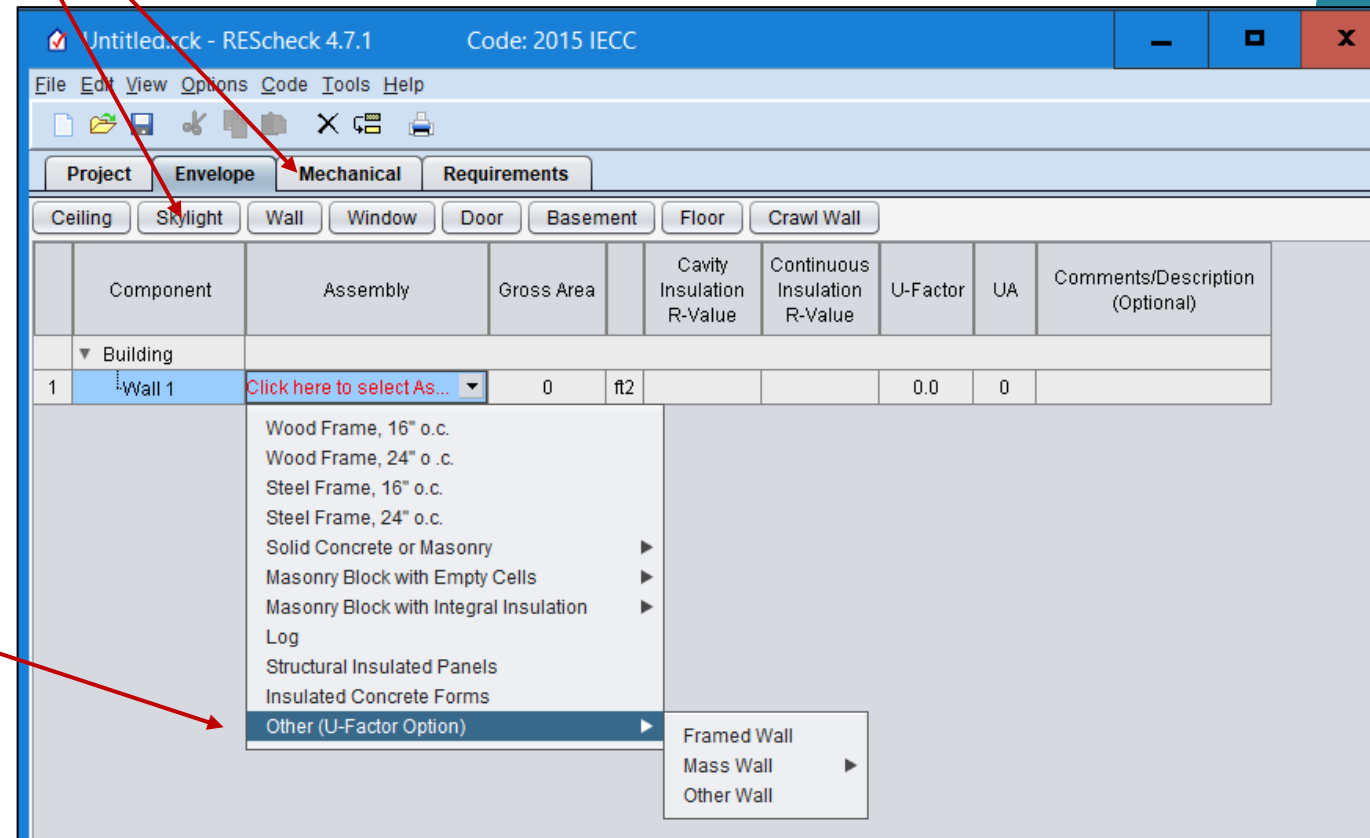 Untitled.rck - REScheck 4.7.1 Code: 2015 IECC
File Edit View Options Code Tools Help
Project Envelope Mechanical Requirements
Ceiling Skylight Wall Window Door Basement Floor Crawl Wall
Component Assembly Gross Area Cavity Insulation R-Value Continuous Insulation R-Value U-Factor UA Comments/Description (Optional)
Building
1 Wall 1 Click here to select As... 0 ft2 0.0 0
Wood Frame, 16" o.c.
Wood Frame, 24" o .c.
Steel Frame, 16" o.c.
Steel Frame, 24" o.c.
Solid Concrete or Masonry
Masonry Block with Empty Cells
Masonry Block with Integral Insulation
Log
Structural Insulated Panels
Insulated Concrete Forms
Other (U-Factor Option)
Framed Wall
Mass Wall
Other Wall